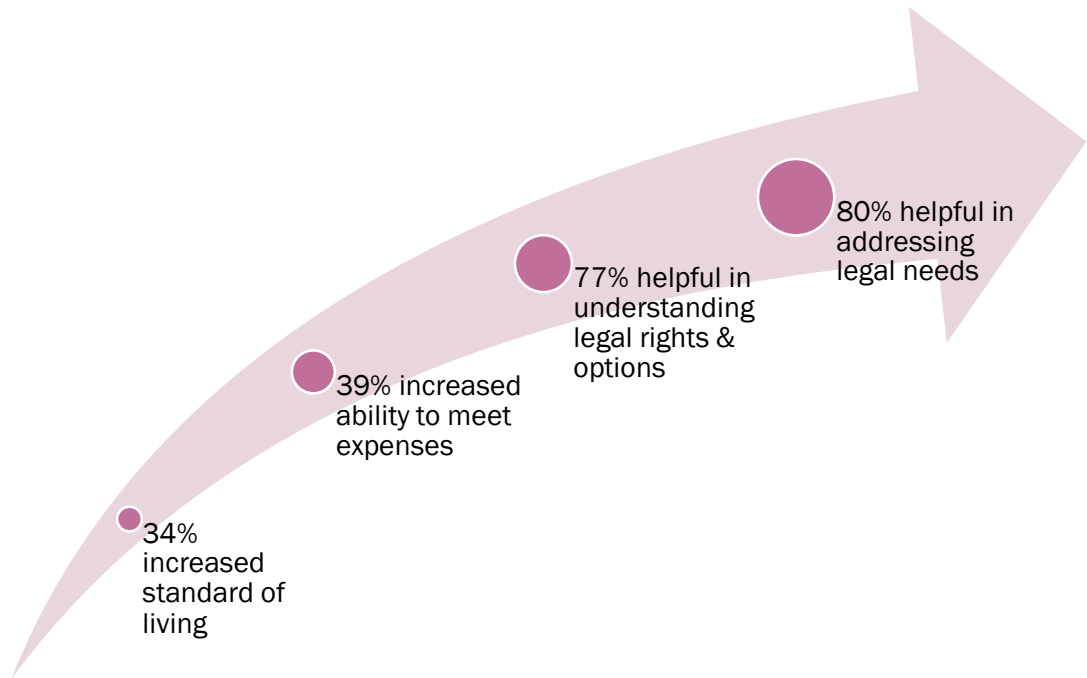 80% helpful in
addressing
legal needs
77% helpful in
understanding
legal rights &
options
39% increased
ability to meet
expenses
34%
increased
standard of
living